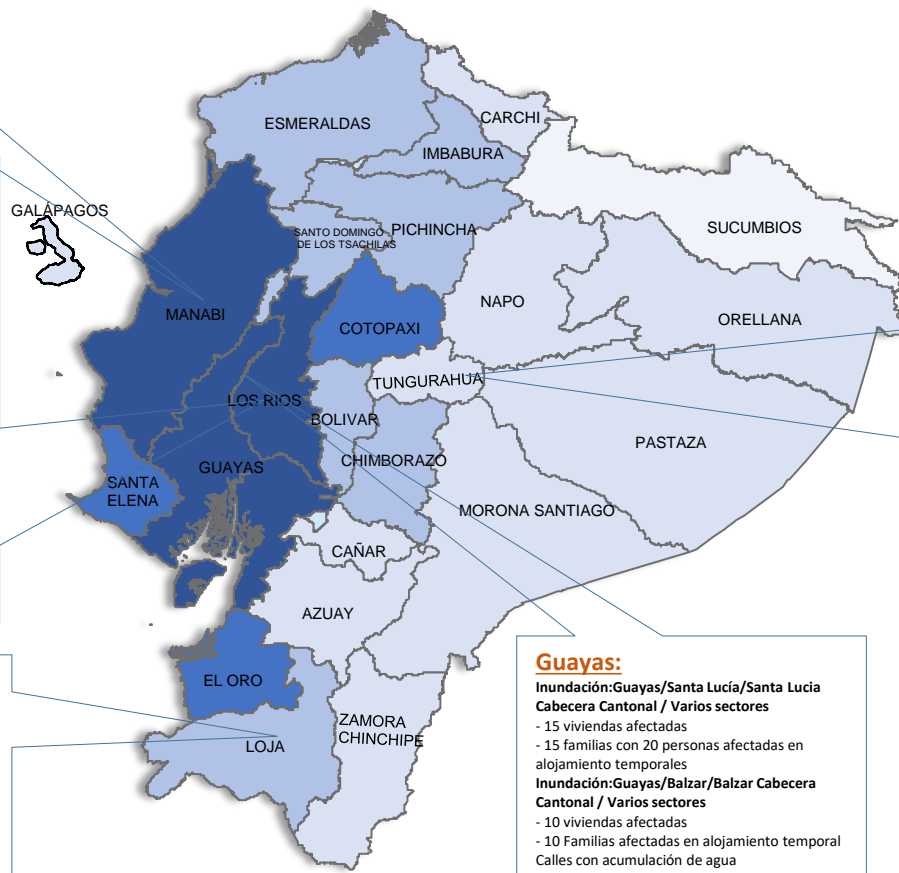 ESMERALDAS
CARCHI
IMBABURA
GALÁPAGOS
SUCUMBIOS
SANTO DOMINGO
DE LOS TSACHILAS
PICHINCHA
NAPO
ORELLANA
MANABI
COTOPAXI
TUNGURAHUA
LOS RIOS
BOLIVAR
PASTAZA
CHIMBORAZO
GUAYAS
SANTA
ELENA
MORONA SANTIAGO
CAÑAR
AZUAY
EL ORO
ZAMORA
CHINCHIPE
LOJA
Guayas:
Inundación:Guayas/Santa Lucía/Santa Lucia
Cabecera Cantonal / Varios sectores
- 15 viviendas afectadas
- 15 familias con 20 personas afectadas en
alojamiento temporales
Inundación:Guayas/Balzar/Balzar Cabecera
Cantonal / Varios sectores
- 10 viviendas afectadas
- 10 Familias afectadas en alojamiento temporal
Calles con acumulación de agua